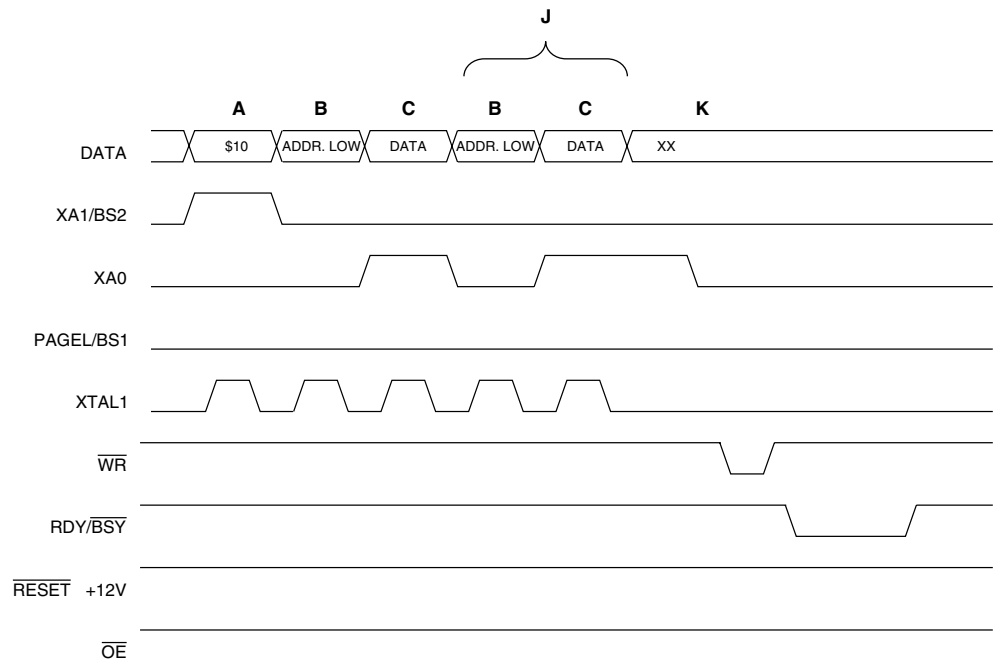 J
A B C B C K
DATA $10 ADDR. LOW DATA ADDR. LOW DATA XX
XA1/BS2
XA0
PAGEL/BS1
XTAL1
WR
RDY/BSY
RESET +12V
OE